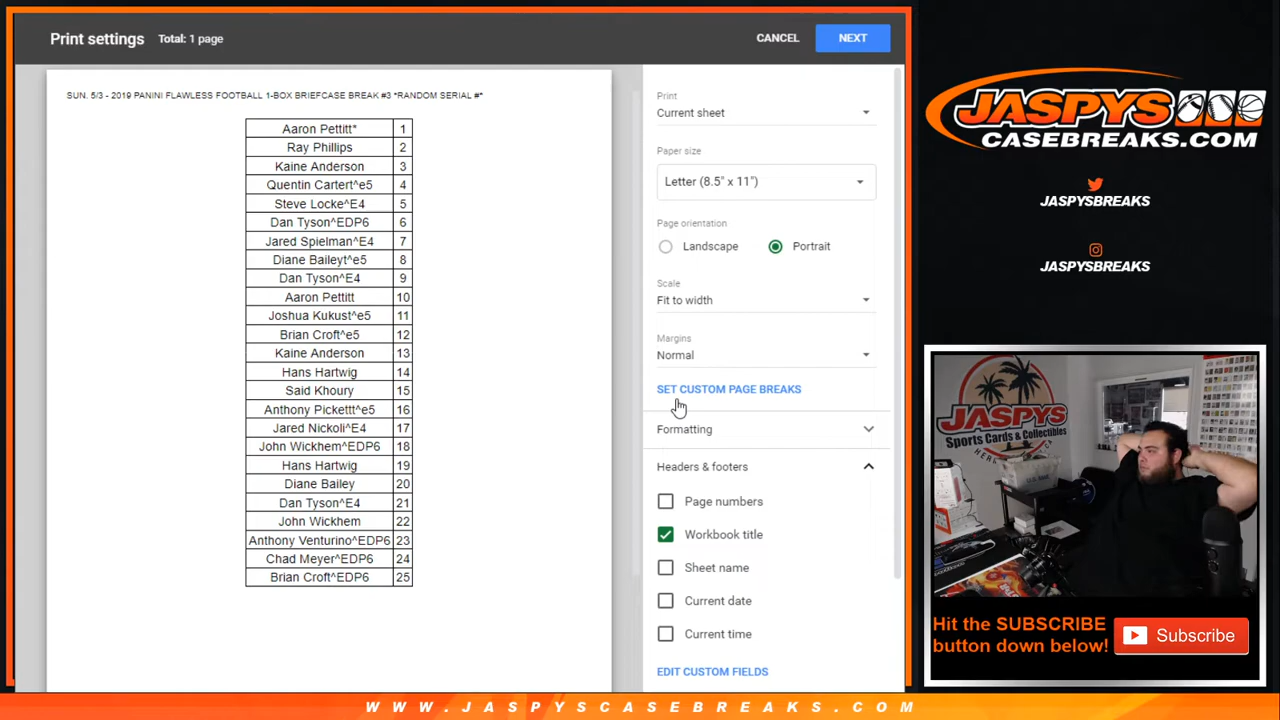 Print settings
Total: 1 page
CANCEL
NEXT
SUN. 5/3 - 2019 PANINI FLAWLESS FOOTBALL 1-BOX BRIEFCASE BREAK #3 *RANDOM SERIAL #*
Aaron Pettitt* 1
Ray Phillips 2
Kaine Anderson 3
Quentin Cartert^e5 4
Steve Locke^E4 5
Dan Tyson^EDP6 6
Jared Spielman^E4 7
Diane Baileyt^e5 8
Dan Tyson^E4 9
Aaron Pettitt 10
Joshua Kukust^e5 11
Brian Croft^e5 12
Kaine Anderson 13
Hans Hartwig 14
Said Khoury 15
Anthony Pickettt^e5 16
Jared Nickoli^E4 17
John Wickhem^EDP6 18
Hans Hartwig 19
Diane Bailey 20
Dan Tyson^E4 21
John Wickhem 22
Anthony Venturino^EDP6 23
Chad Meyer^EDP6 24
Brian Croft^EDP6 25
Print
Current sheet
Paper size
Letter (8.5" x 11")
Page orientation
Landscape
Portrait
Scale
Fit to width
Margins
Normal
SET CUSTOM PAGE BREAKS
Formatting
Headers & footers
Page numbers
Workbook title
Sheet name
Current date
Current time
EDIT CUSTOM FIELDS
JASPYS
CASEBREAKS.COM
JASPYSBREAKS
JASPYSBREAKS
JASPYS
Sports Cards & Collectibles
Hit the SUBSCRIBE
button down below!
Subscribe
WWW.JASPYSCASEBREAKS.COM